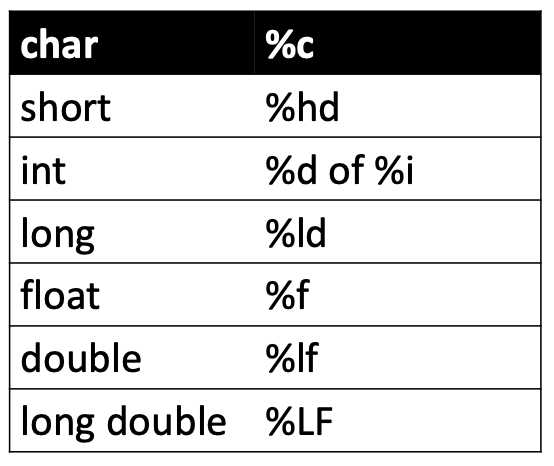 char %c
short %hd
int %d of %i
long %ld
float %f
double %lf
long double %LF